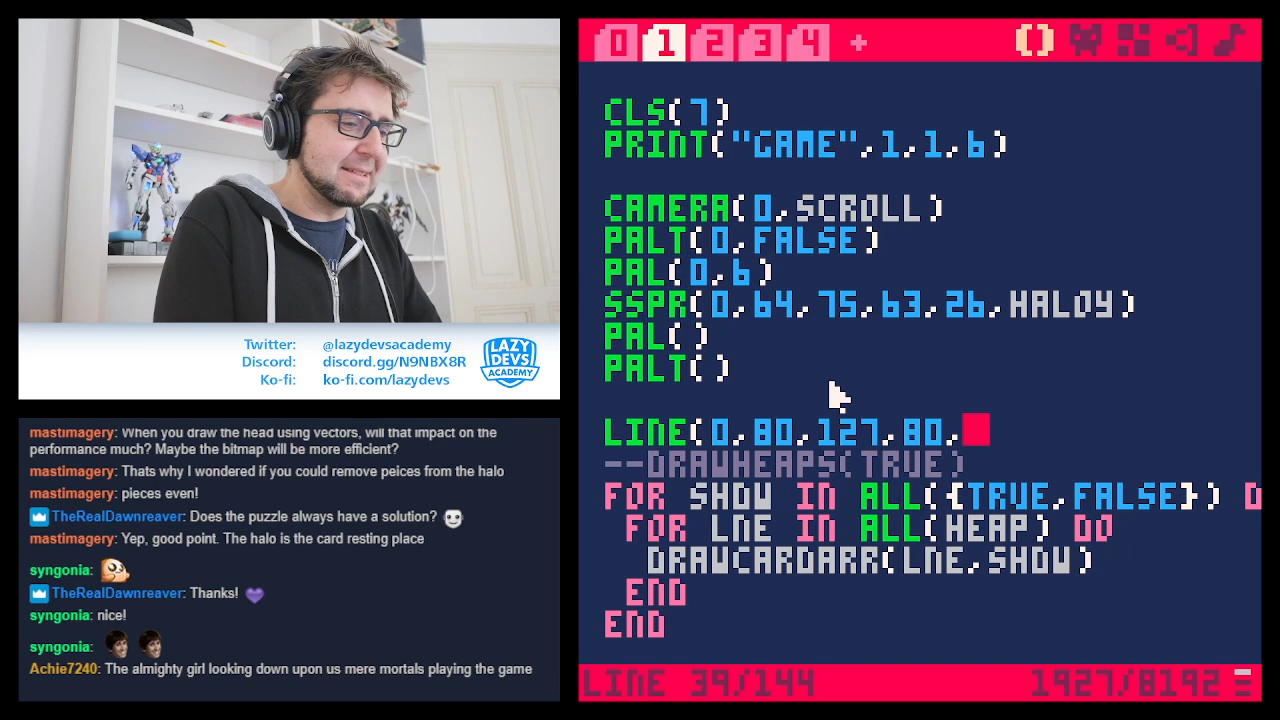 Twitter: @lazydevsacademy
Discord: discord.gg/N9NBX8R
Ko-fi: ko-fi.com/lazydevs
LAZY
DEVS
ACADEMY
mastimagery: When you draw the head using vectors, will that impact on the
performance much? Maybe the bitmap will be more efficient?
mastimagery: Thats why I wondered if you could remove peices from the halo
mastimagery: pieces even!
TheRealDawnreaver: Does the puzzle always have a solution?
mastimagery: Yep, good point. The halo is the card resting place
syngonia:
TheRealDawnreaver: Thanks!
syngonia: nice!
syngonia:
Achie7240: The almighty girl looking down upon us mere mortals playing the game
0 1 2 3 4 +
CLS(7)
PRINT("GAME",1,1,6)
CAMERA(0,SCROLL)
PALT(0,FALSE)
PAL(0,6)
SSPR(0,64,75,63,26,HALOY)
PAL()
PALT()
LINE(0,80,127,80,
--DRAWHEAPS(TRUE)
FOR SHOW IN ALL({TRUE,FALSE}) D
FOR LNE IN ALL(HEAP) DO
DRAWCARDARR(LNE,SHOW)
END
END
LINE 39/144 1927/8192